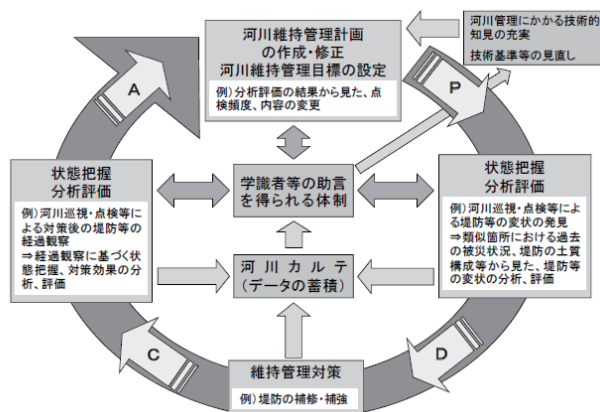 河川維持管理計画
の作成・修正
河川維持管理目標の設定
例)分析評価の結果から見た、点
検頻度、内容の変更
河川管理にかかる技術的
知見の充実
技術基準等の見直し
A
P
状態把握
分析評価
例)河川巡視・点検等によ
る対策後の堤防等の
経過観察
⇒経過観察に基づく状
態把握、対策効果の分
析、評価
学識者等の助言
を得られる体制
状態把握
分析評価
例)河川巡視・点検等によ
る堤防等の変状の発見
⇒類似箇所における過去
の被災状況、堤防の土質
構成等から見た、堤防等
の変状の分析、評価
河川カルテ
(データの蓄積)
C
D
維持管理対策
例)堤防の補修・補強